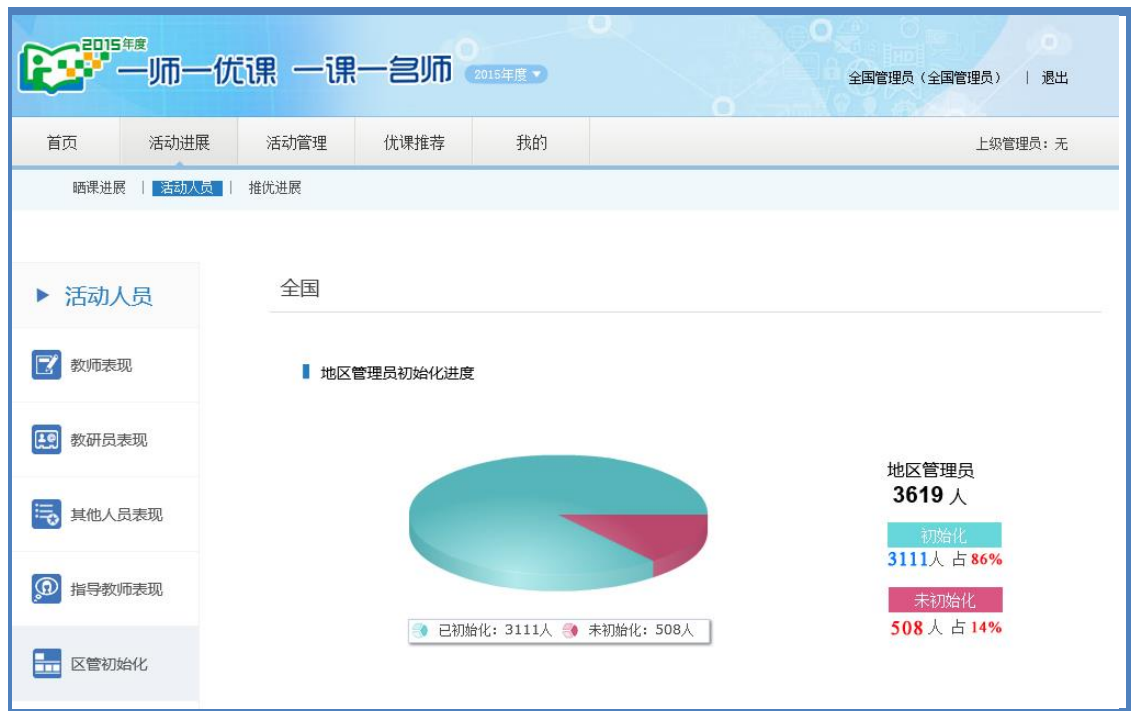 2015年度
一师一优课 一课一名师
2015年度
全国管理员（全国管理员） | 退出
首页 活动进展 活动管理 优课推荐 我的 上级管理员：无
晒课进展 | 活动人员 | 推优进展
活动人员
全国
教师表现
地区管理员初始化进度
教研员表现
其他人员表现
指导教师表现
区管初始化
地区管理员
3619 人
初始化
3111人 占 86%
未初始化
508 人 占 14%
已初始化: 3111人 未初始化: 508人